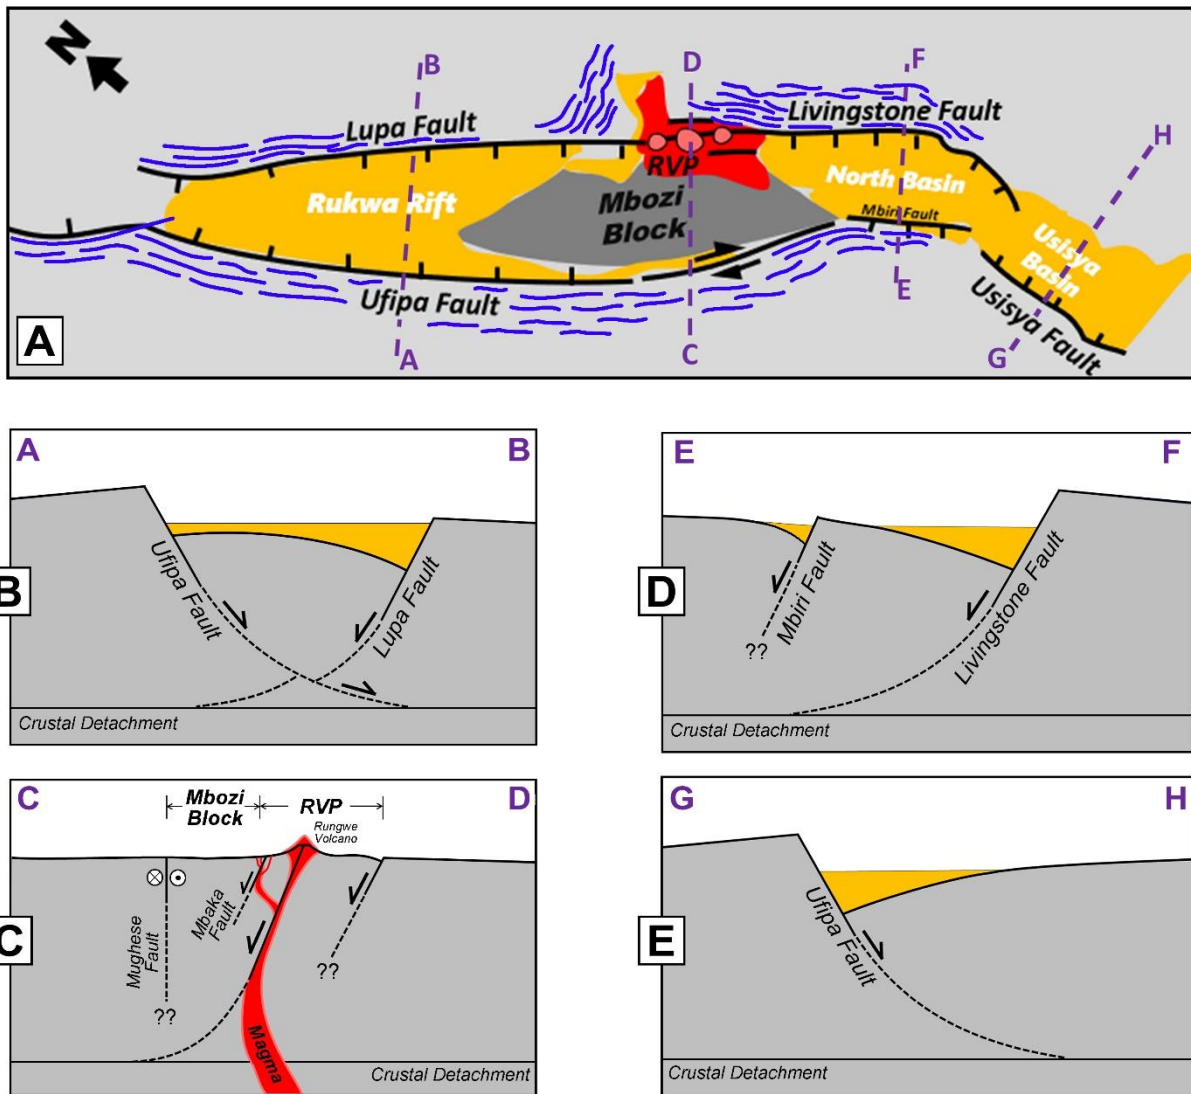 N
B
D
F
H
Lupa Fault
Livingstone Fault
RVP
Rukwa Rift
Mbozi
Block
North Basin
Mbiri Fault
Usisya
Basin
Ufipa Fault
Usisya Fault
A
C
E
G
A
A
B
B
Ufipa Fault
Lupa Fault
Crustal Detachment
E
F
D
Mbiri Fault
??
Livingstone Fault
Crustal Detachment
C
D
C
Mbozi
Block
RVP
Rungwe
Volcano
Mughese
Fault
??
Mbaka
Fault
??
Magma
Crustal Detachment
G
H
E
Ufipa Fault
Crustal Detachment